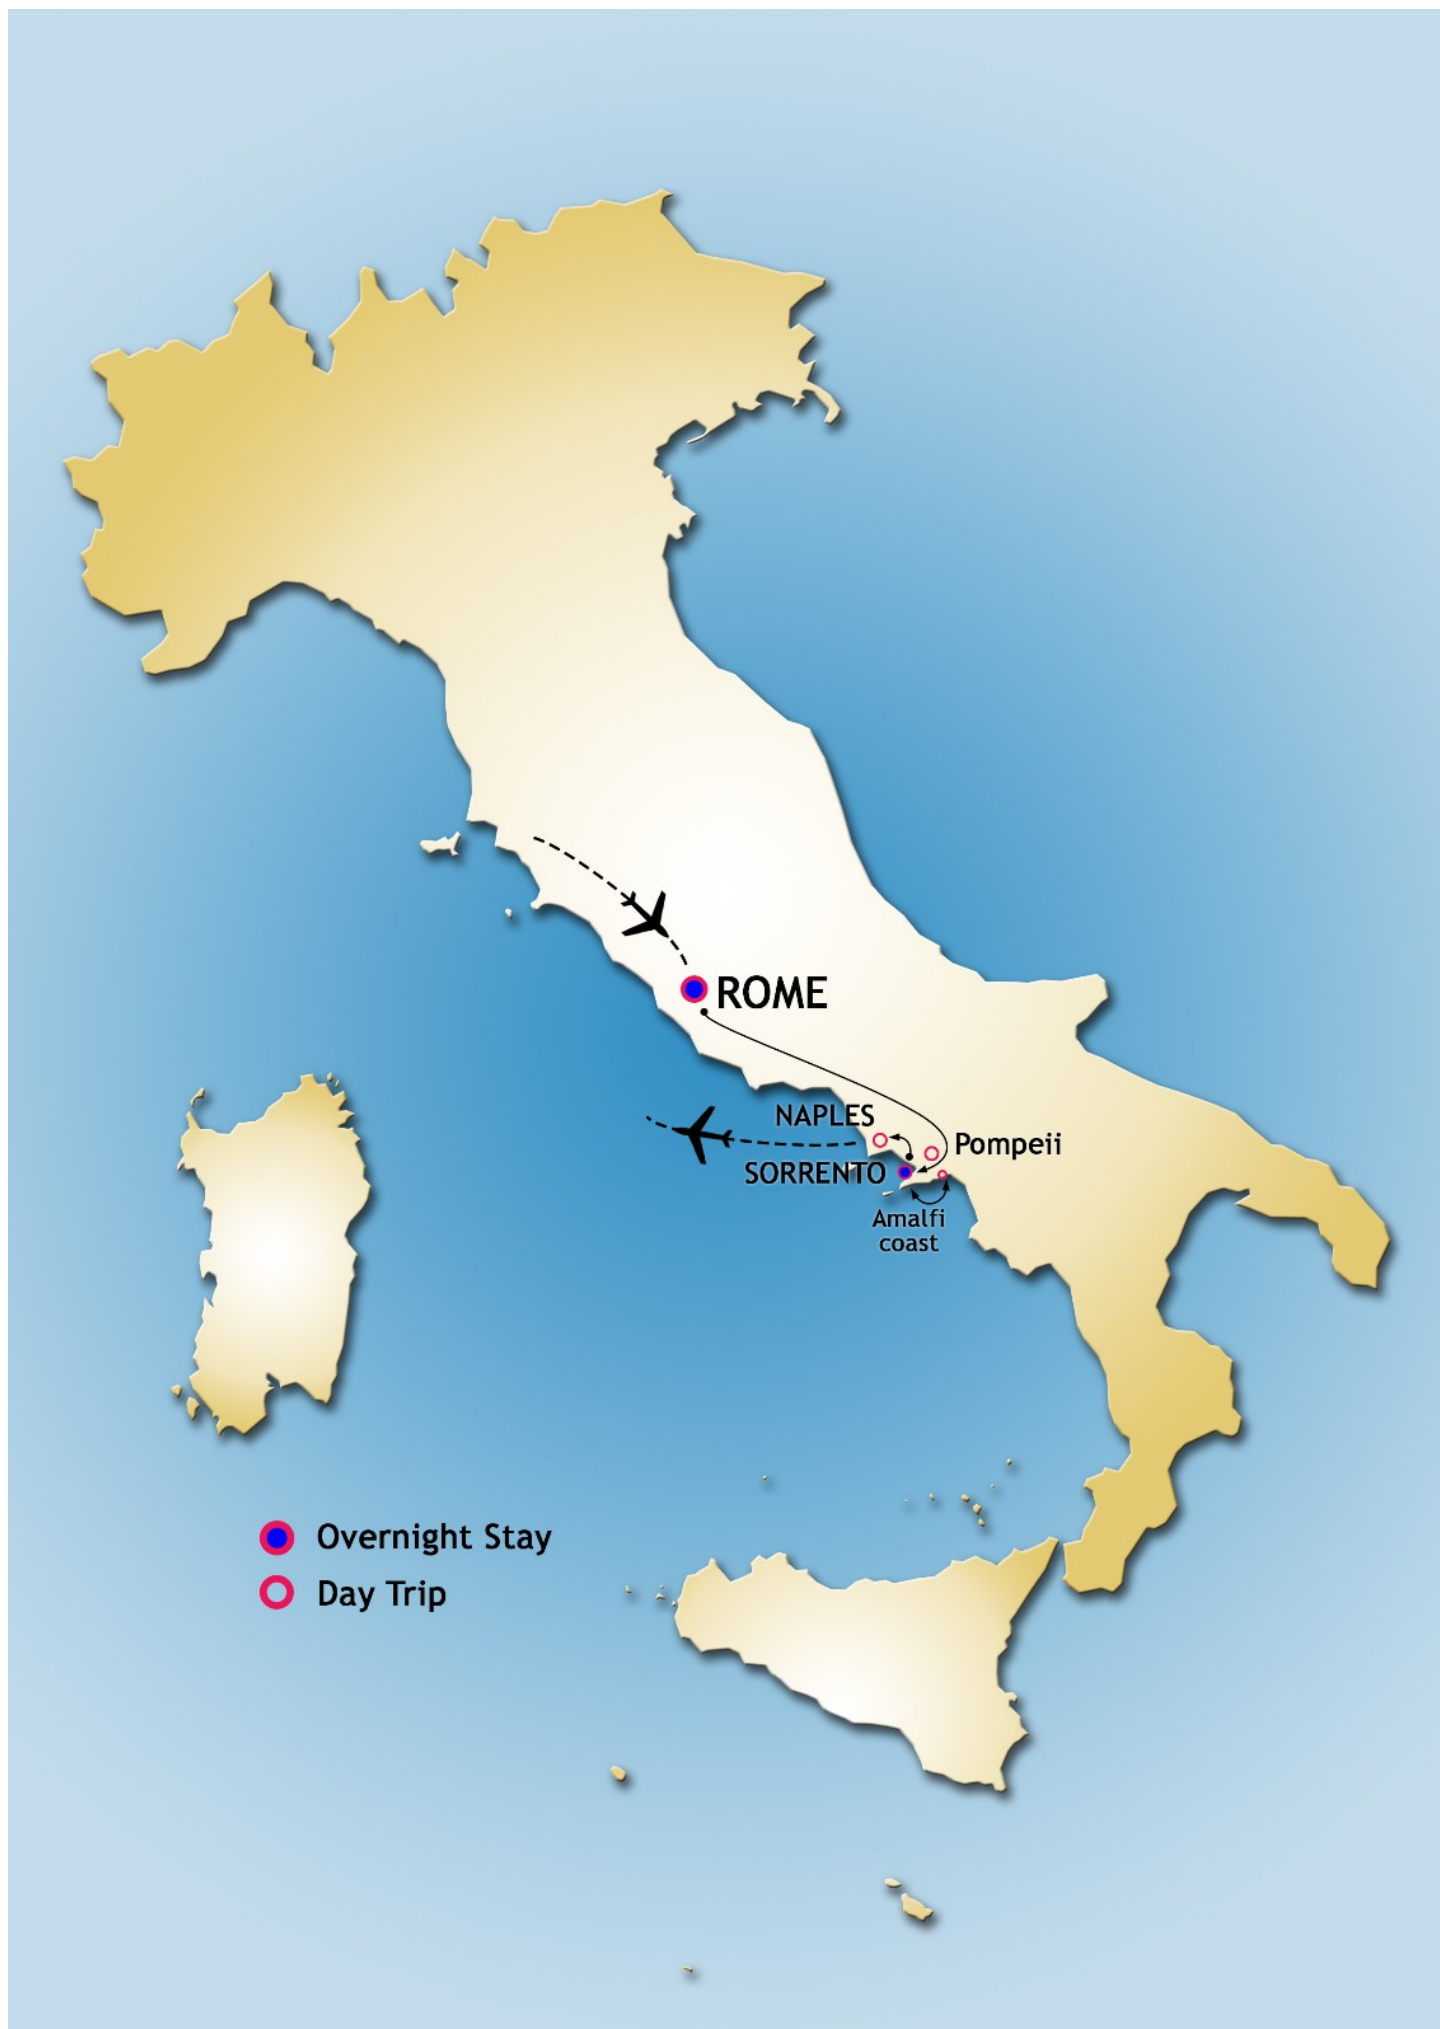 ROME
NAPLES
Pompeii
SORRENTO
Amalfi
coast
Overnight Stay
Day Trip